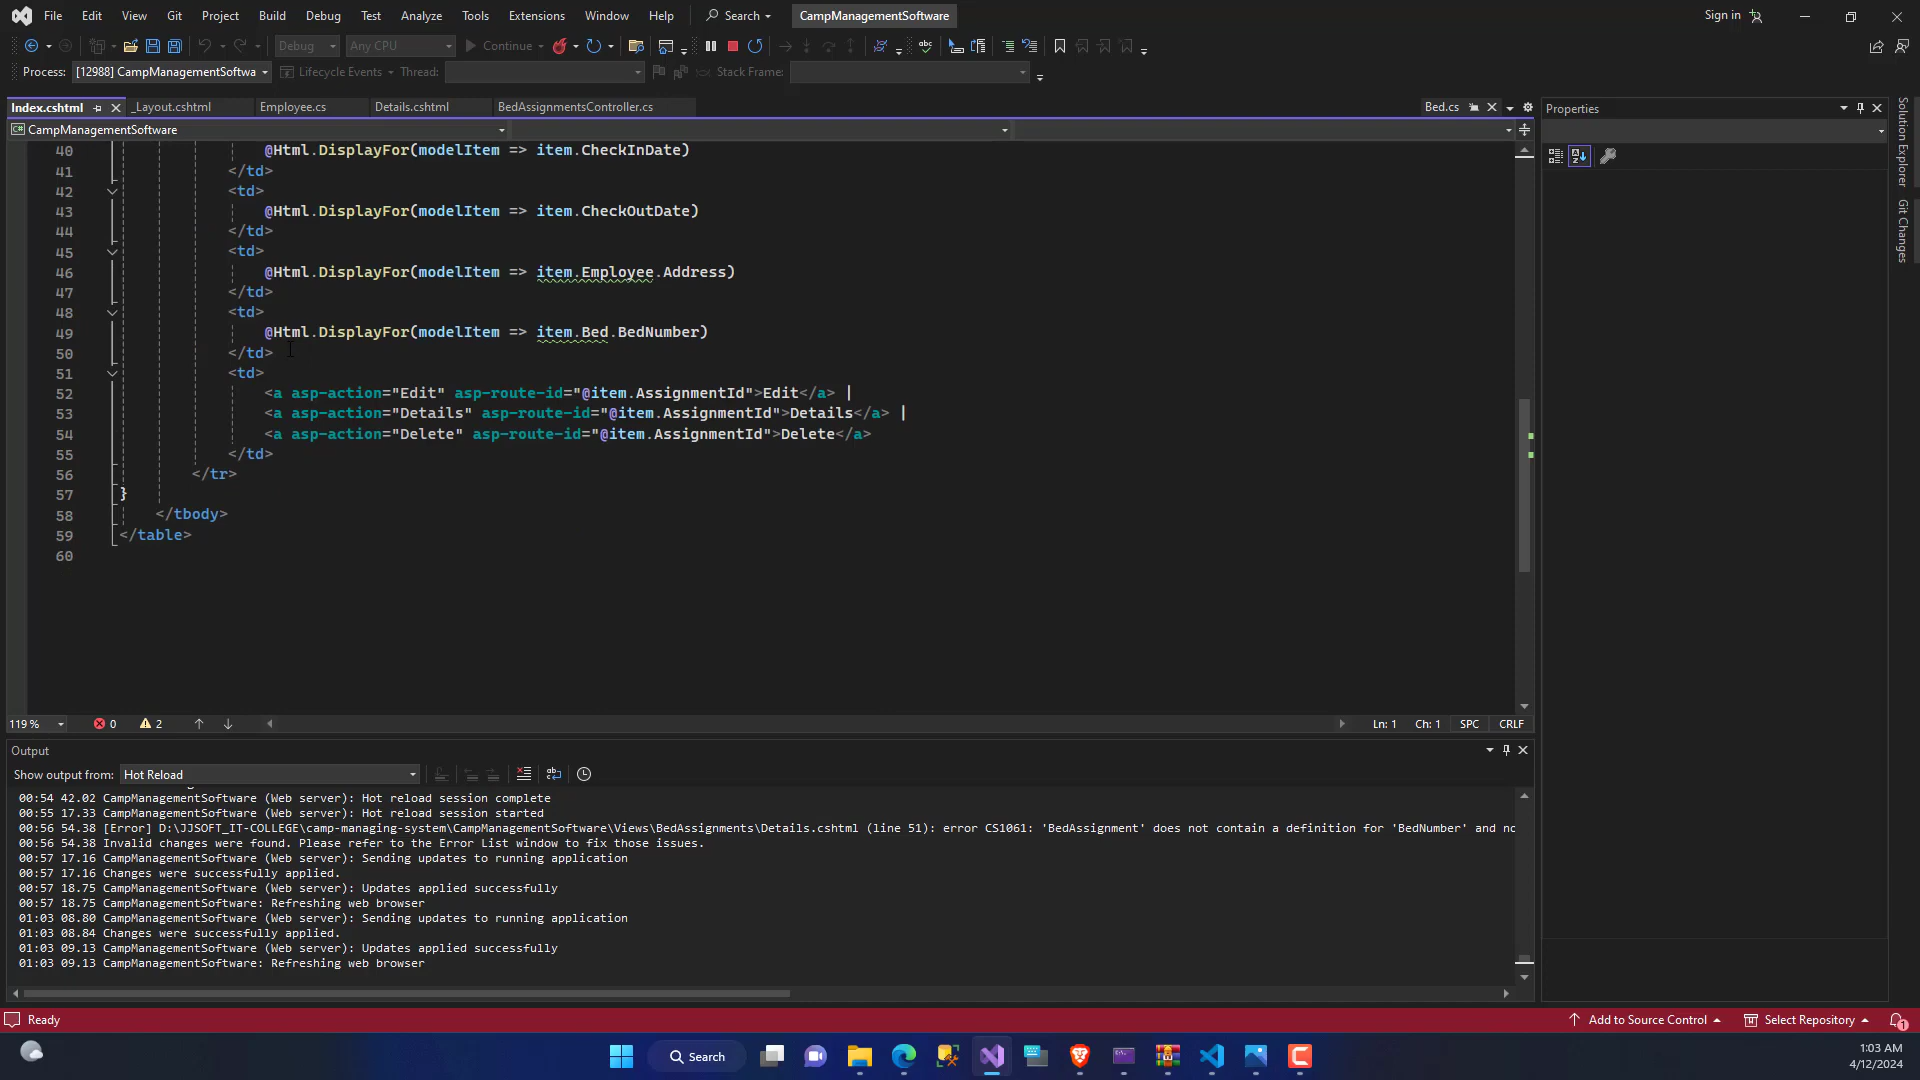 File Edit View Git Project Build Debug Test Analyze Tools Extensions Window Help Search CampManagementSoftware Sign in
Debug Any CPU Continue
Process: [12988] CampManagementSoftwa Lifecycle Events Thread: Stack Frame:
Index.cshtml _Layout.cshtml Employee.cs Details.cshtml BedAssignmentsController.cs Bed.cs Properties
CampManagementSoftware
40 @Html.DisplayFor(modelItem => item.CheckInDate)
41 </td>
42 <td>
43 @Html.DisplayFor(modelItem => item.CheckOutDate)
44 </td>
45 <td>
46 @Html.DisplayFor(modelItem => item.Employee.Address)
47 </td>
48 <td>
49 @Html.DisplayFor(modelItem => item.Bed.BedNumber)
50 </td>
51 <td>
52 <a asp-action="Edit" asp-route-id="@item.AssignmentId">Edit</a> |
53 <a asp-action="Details" asp-route-id="@item.AssignmentId">Details</a> |
54 <a asp-action="Delete" asp-route-id="@item.AssignmentId">Delete</a>
55 </td>
56 </tr>
57 }
58 </tbody>
59 </table>
60
Solution Explorer
Git Changes
119 % 0 2 Ln: 1 Ch: 1 SPC CRLF
Output
Show output from: Hot Reload
00:54 42.02 CampManagementSoftware (Web server): Hot reload session complete
00:55 17.33 CampManagementSoftware (Web server): Hot reload session started
00:56 54.38 [Error] D:\JJSOFT_IT-COLLEGE\camp-managing-system\CampManagementSoftware\Views\BedAssignments\Details.cshtml (line 51): error CS1061: 'BedAssignment' does not contain a definition for 'BedNumber' and no
00:56 54.38 Invalid changes were found. Please refer to the Error List window to fix those issues.
00:57 17.16 CampManagementSoftware (Web server): Sending updates to running application
00:57 17.16 Changes were successfully applied.
00:57 18.75 CampManagementSoftware (Web server): Updates applied successfully
00:57 18.75 CampManagementSoftware: Refreshing web browser
01:03 08.80 CampManagementSoftware (Web server): Sending updates to running application
01:03 08.84 Changes were successfully applied.
01:03 09.13 CampManagementSoftware (Web server): Updates applied successfully
01:03 09.13 CampManagementSoftware: Refreshing web browser
Ready Add to Source Control Select Repository 1
Search
1:03 AM
4/12/2024